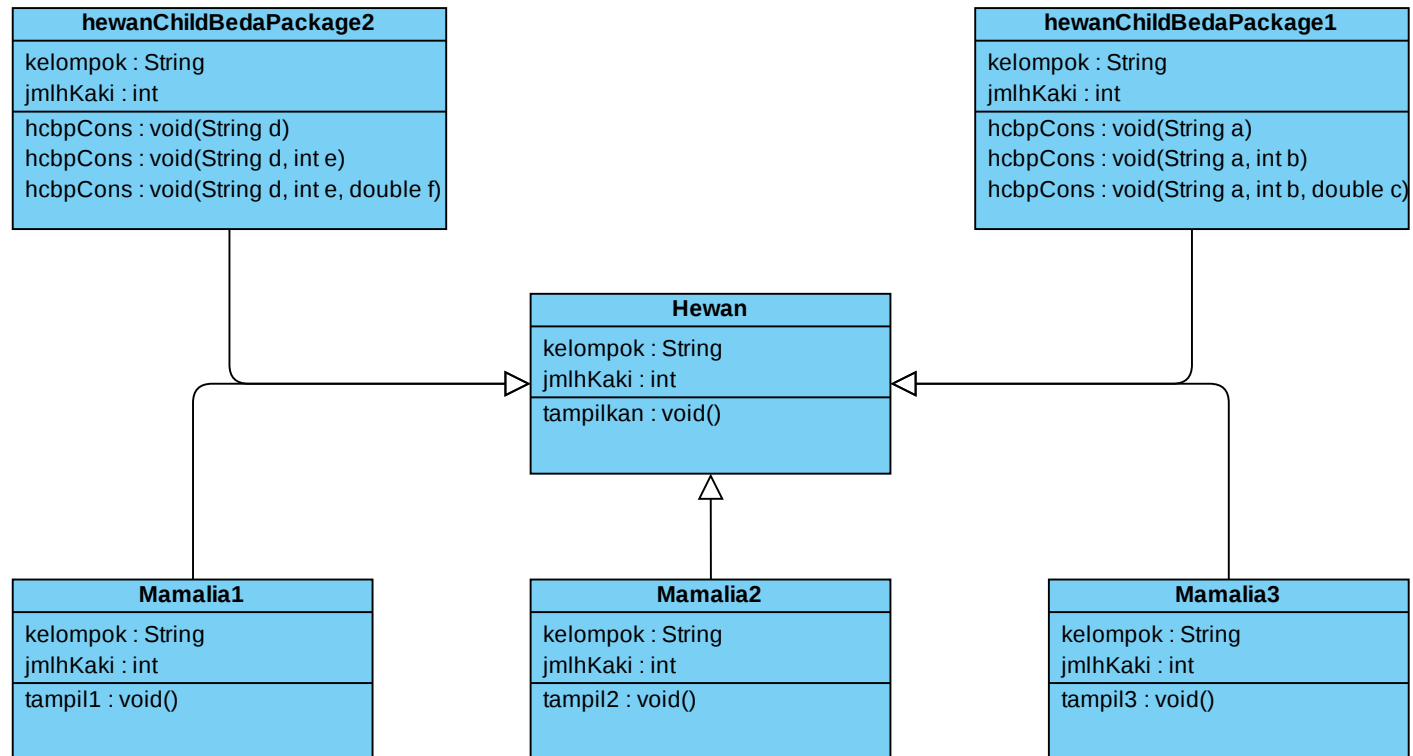 hewanChildBedaPackage2
kelompok : String
jmlhKaki : int
hcbpCons : void(String d)
hcbpCons : void(String d, int e)
hcbpCons : void(String d, int e, double f)
hewanChildBedaPackage1
kelompok : String
jmlhKaki : int
hcbpCons : void(String a)
hcbpCons : void(String a, int b)
hcbpCons : void(String a, int b, double c)
Hewan
kelompok : String
jmlhKaki : int
tampilkan : void()
Mamalia1
kelompok : String
jmlhKaki : int
tampil1 : void()
Mamalia2
kelompok : String
jmlhKaki : int
tampil2 : void()
Mamalia3
kelompok : String
jmlhKaki : int
tampil3 : void()